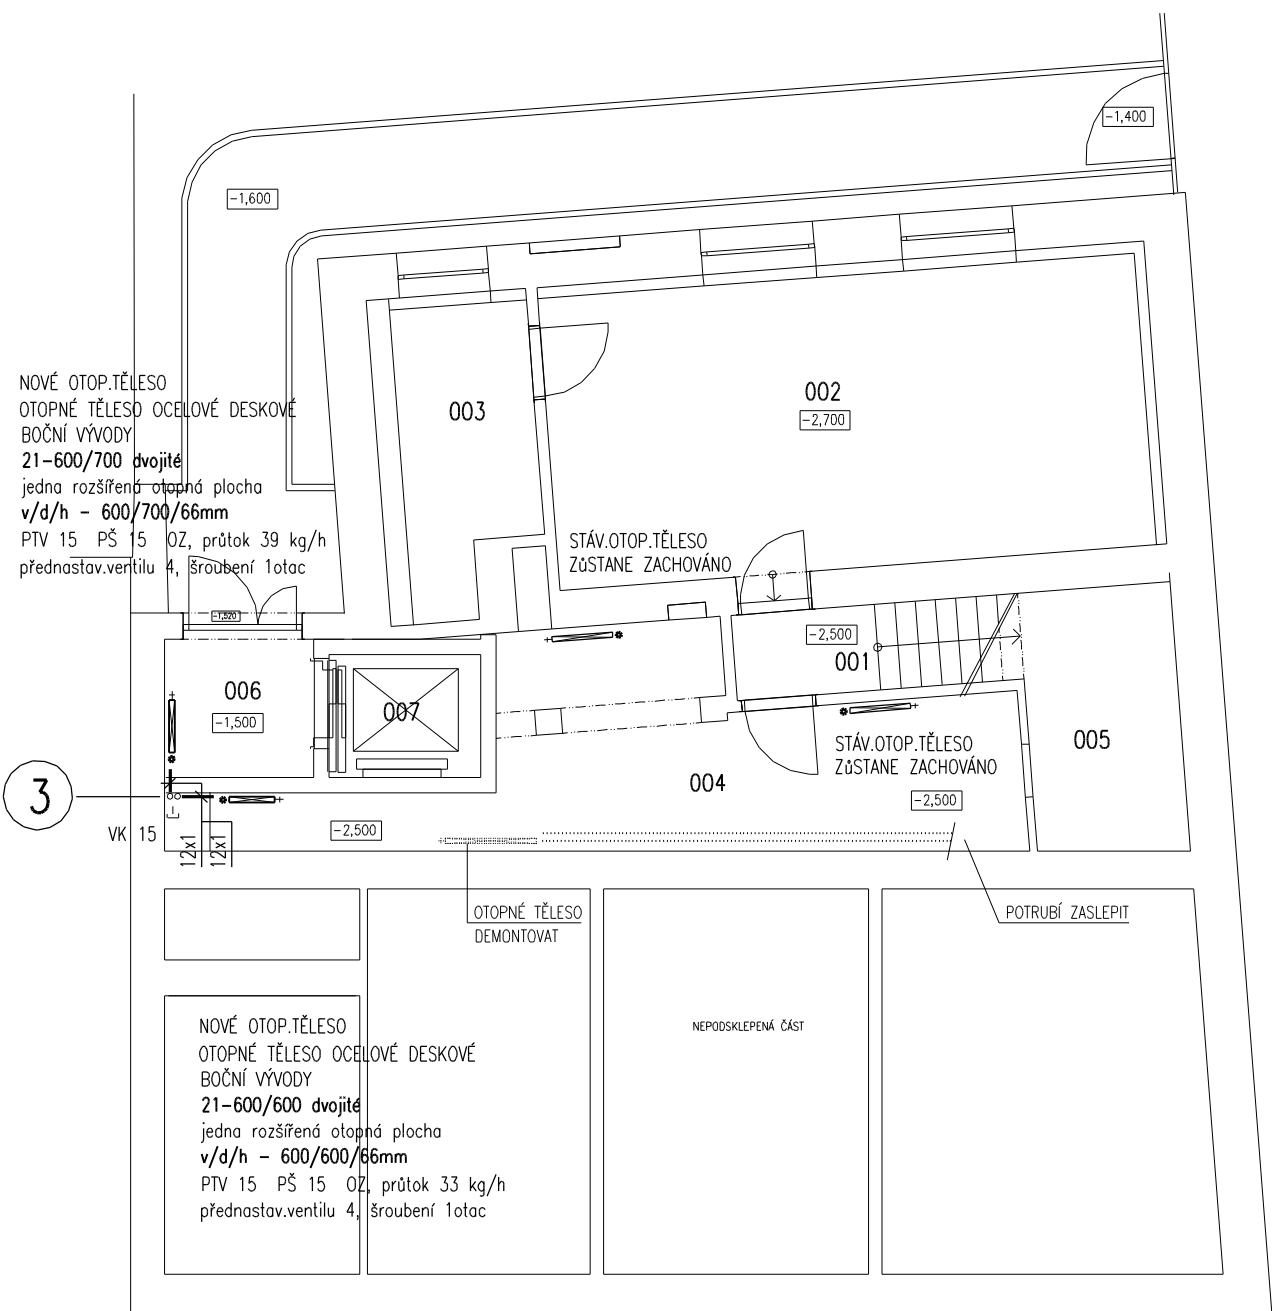 -1,400
-1,600
NOVÉ OTOP.TĚLESO
OTOPNÉ TĚLESO OCELOVÉ DESKOVÉ
BOČNÍ VÝVODY
21-600/700 dvojité
jedna rozšířená otopná plocha
v/d/h - 600/700/66mm
PTV 15 PŠ 15 OZ, průtok 39 kg/h
přednastav.ventilu 4, šroubení 1otac
003
002
-2,700
STÁV.OTOP.TĚLESO
ZůSTANE ZACHOVÁNO
-1,520
-2,500
001
006
-1,500
007
STÁV.OTOP.TĚLESO
ZůSTANE ZACHOVÁNO
005
004
-2,500
3
VK 15
12x1
12x1
-2,500
OTOPNÉ TĚLESO
DEMONTOVAT
POTRUBÍ ZASLEPIT
NEPODSKLEPENÁ ČÁST
NOVÉ OTOP.TĚLESO
OTOPNÉ TĚLESO OCELOVÉ DESKOVÉ
BOČNÍ VÝVODY
21-600/600 dvojité
jedna rozšířená otopná plocha
v/d/h - 600/600/66mm
PTV 15 PŠ 15 OZ, průtok 33 kg/h
přednastav.ventilu 4, šroubení 1otac